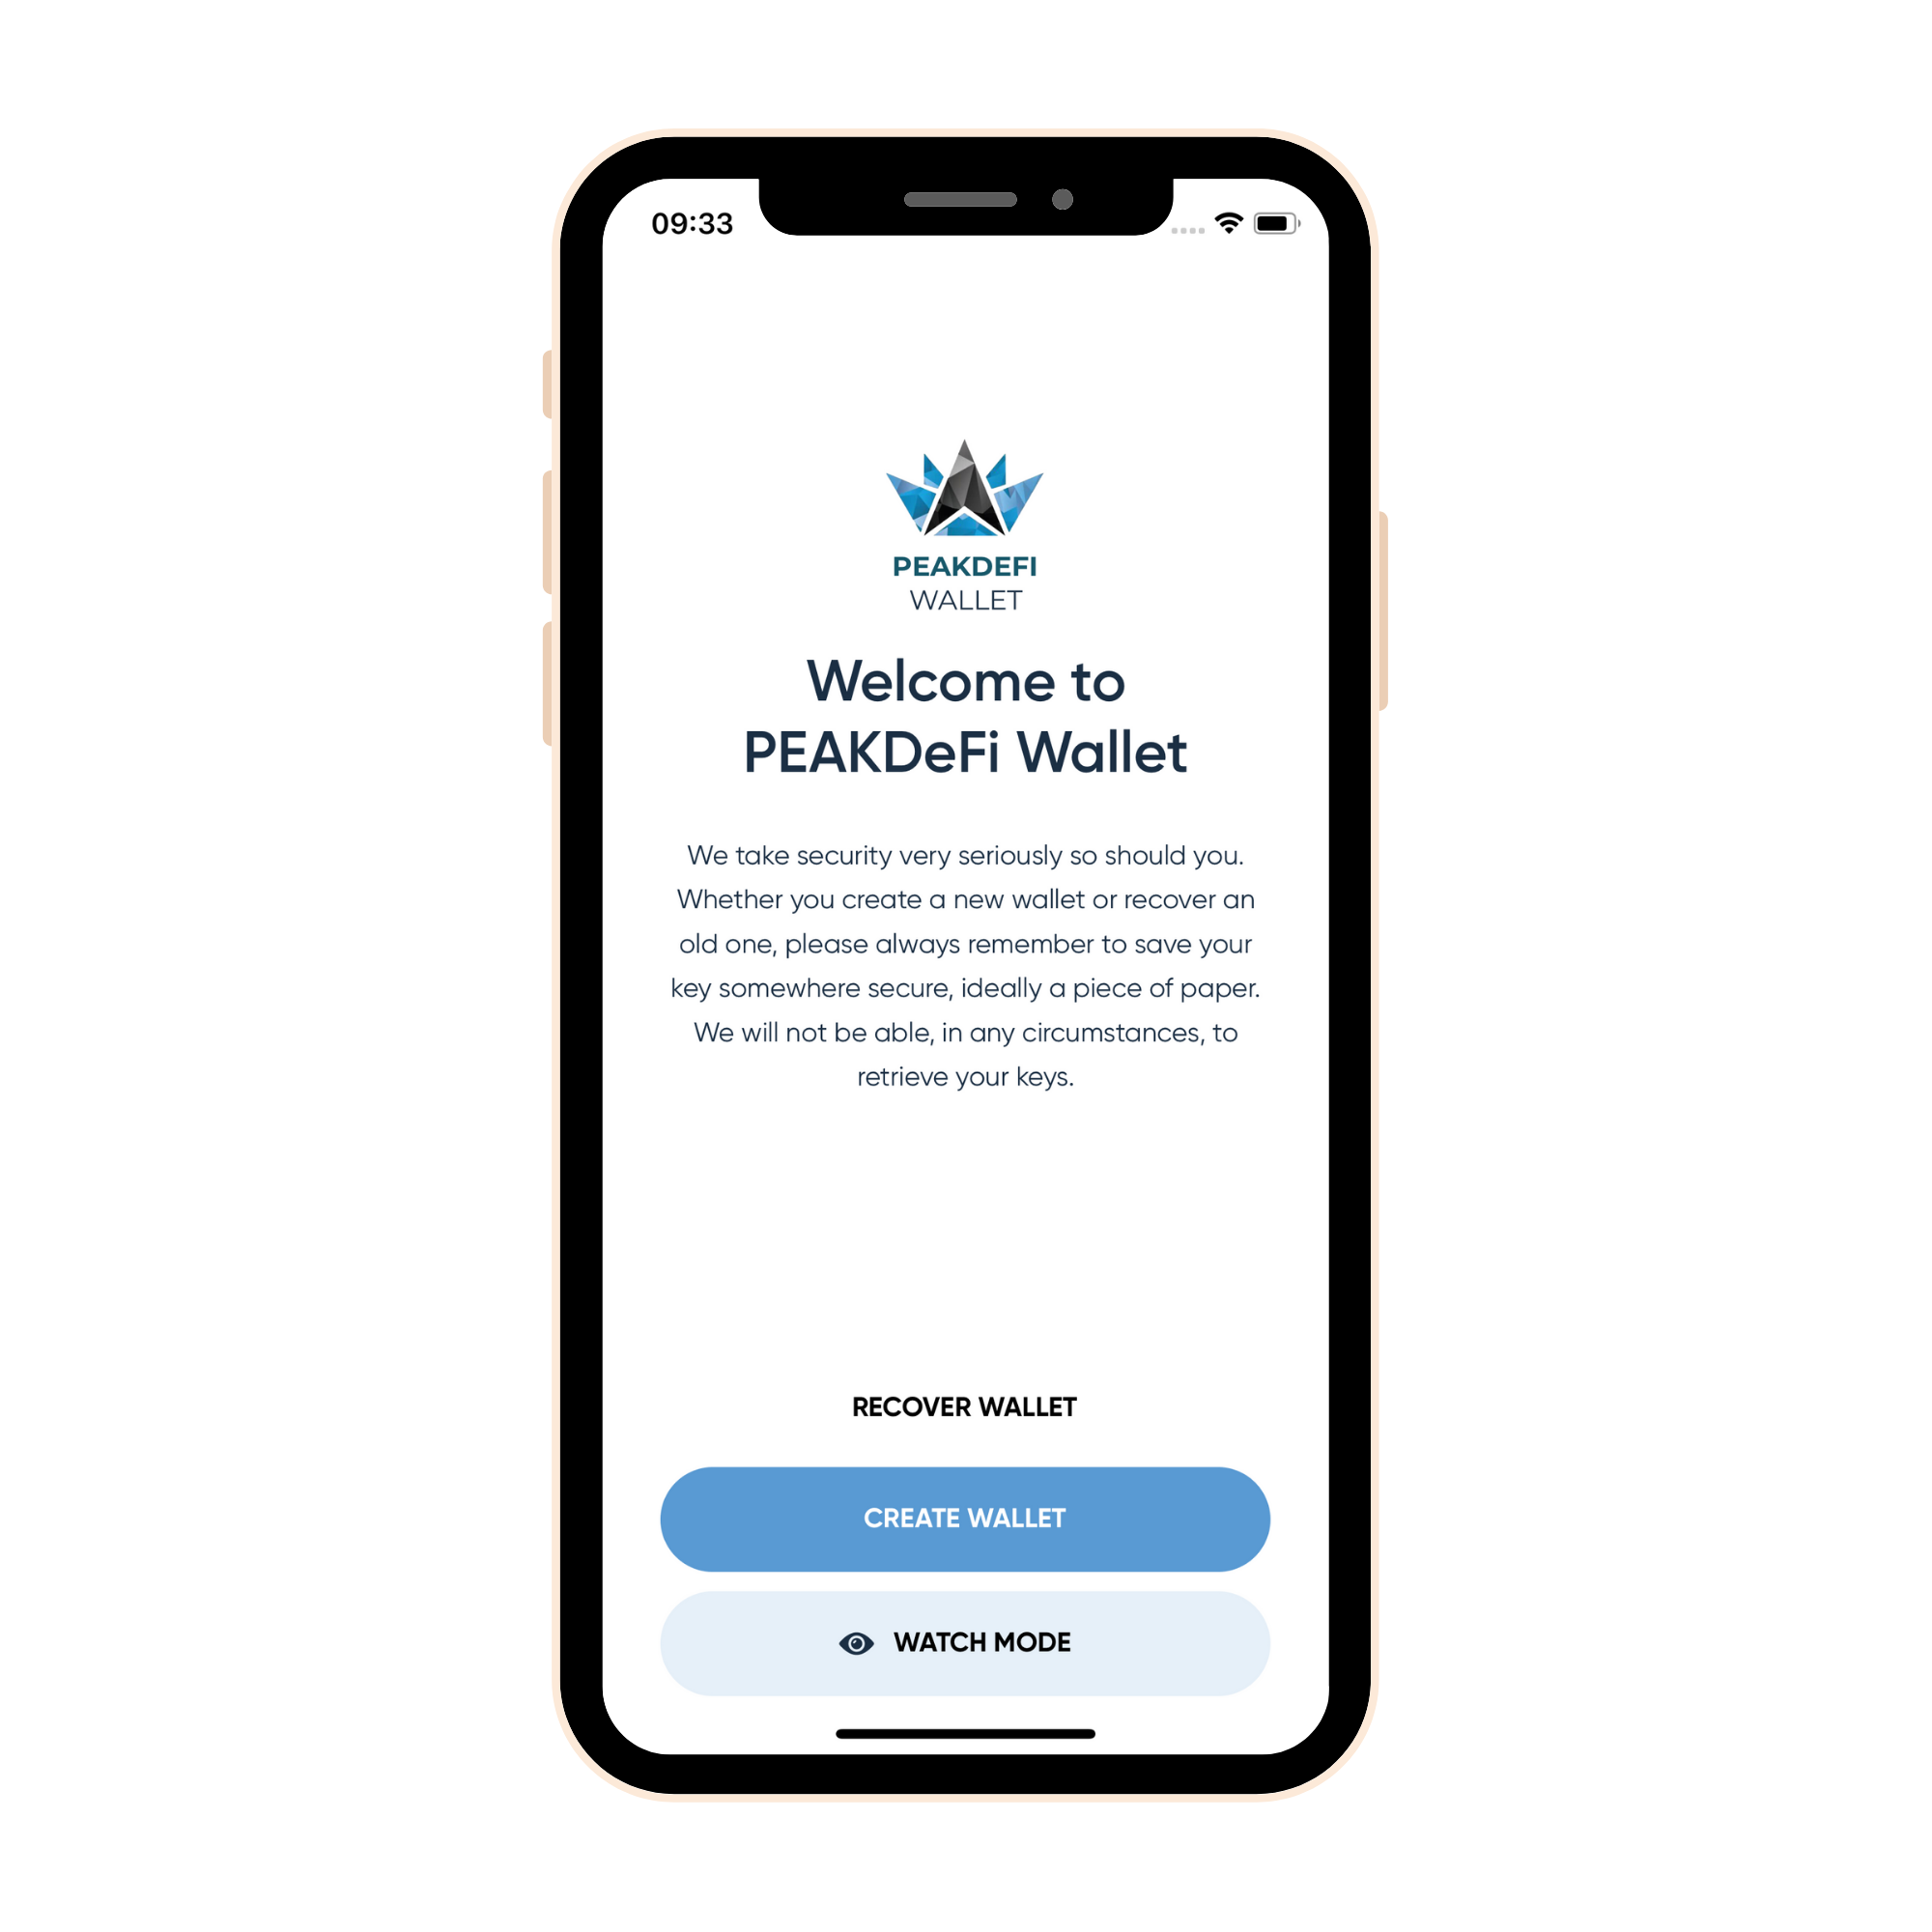 09:33
PEAKDEFI
WALLET
Welcome to
PEAKDeFi Wallet
We take security very seriously so should you.
Whether you create a new wallet or recover an
old one, please always remember to save your
key somewhere secure, ideally a piece of paper.
We will not be able, in any circumstances, to
retrieve your keys.
RECOVER WALLET
CREATE WALLET
WATCH MODE